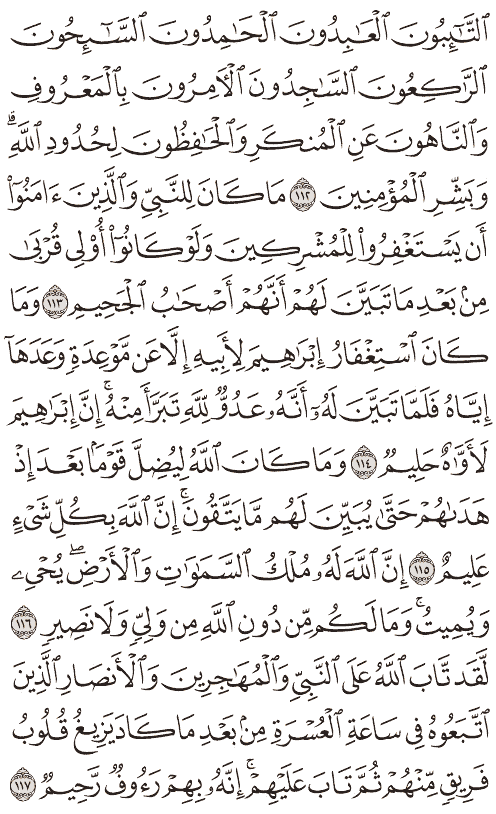 ٱلتَّـٰٓئِبُونَ ٱلْعَـٰبِدُونَ ٱلْحَـٰمِدُونَ ٱلسَّـٰٓئِحُونَ
ٱلرَّٰكِعُونَ ٱلسَّـٰجِدُونَ ٱلْـَٔامِرُونَ بِٱلْمَعْرُوفِ
وَٱلنَّاهُونَ عَنِ ٱلْمُنكَرِ وَٱلْحَـٰفِظُونَ لِحُدُودِ ٱللَّهِ ۗ
وَبَشِّرِ ٱلْمُؤْمِنِينَ ١١٢ مَا كَانَ لِلنَّبِىِّ وَٱلَّذِينَ ءَامَنُوٓا۟
أَن يَسْتَغْفِرُوا۟ لِلْمُشْرِكِينَ وَلَوْ كَانُوٓا۟ أُو۟لِى قُرْبَىٰ
مِنۢ بَعْدِ مَا تَبَيَّنَ لَهُمْ أَنَّهُمْ أَصْحَـٰبُ ٱلْجَحِيمِ ١١٣ وَمَا
كَانَ ٱسْتِغْفَارُ إِبْرَٰهِيمَ لِأَبِيهِ إِلَّا عَن مَّوْعِدَةٍ وَعَدَهَآ
إِيَّاهُ فَلَمَّا تَبَيَّنَ لَهُۥٓ أَنَّهُۥ عَدُوٌّ لِّلَّهِ تَبَرَّأَ مِنْهُ ۚ إِنَّ إِبْرَٰهِيمَ
لَأَوَّٰهٌ حَلِيمٌ ١١٤ وَمَا كَانَ ٱللَّهُ لِيُضِلَّ قَوْمًۢا بَعْدَ إِذْ
هَدَىٰهُمْ حَتَّىٰ يُبَيِّنَ لَهُم مَّا يَتَّقُونَ ۚ إِنَّ ٱللَّهَ بِكُلِّ شَىْءٍ
عَلِيمٌ ١١٥ إِنَّ ٱللَّهَ لَهُۥ مُلْكُ ٱلسَّمَـٰوَٰتِ وَٱلْأَرْضِ ۖ يُحْىِۦ
وَيُمِيتُ ۚ وَمَا لَكُم مِّن دُونِ ٱللَّهِ مِن وَلِىٍّ وَلَا نَصِيرٍ ١١٦
لَّقَد تَّابَ ٱللَّهُ عَلَى ٱلنَّبِىِّ وَٱلْمُهَـٰجِرِينَ وَٱلْأَنصَارِ ٱلَّذِينَ
ٱتَّبَعُوهُ فِى سَاعَةِ ٱلْعُسْرَةِ مِنۢ بَعْدِ مَا كَادَ يَزِيغُ قُلُوبُ
فَرِيقٍ مِّنْهُمْ ثُمَّ تَابَ عَلَيْهِمْ ۚ إِنَّهُۥ بِهِمْ رَءُوفٌ رَّحِيمٌ ١١٧